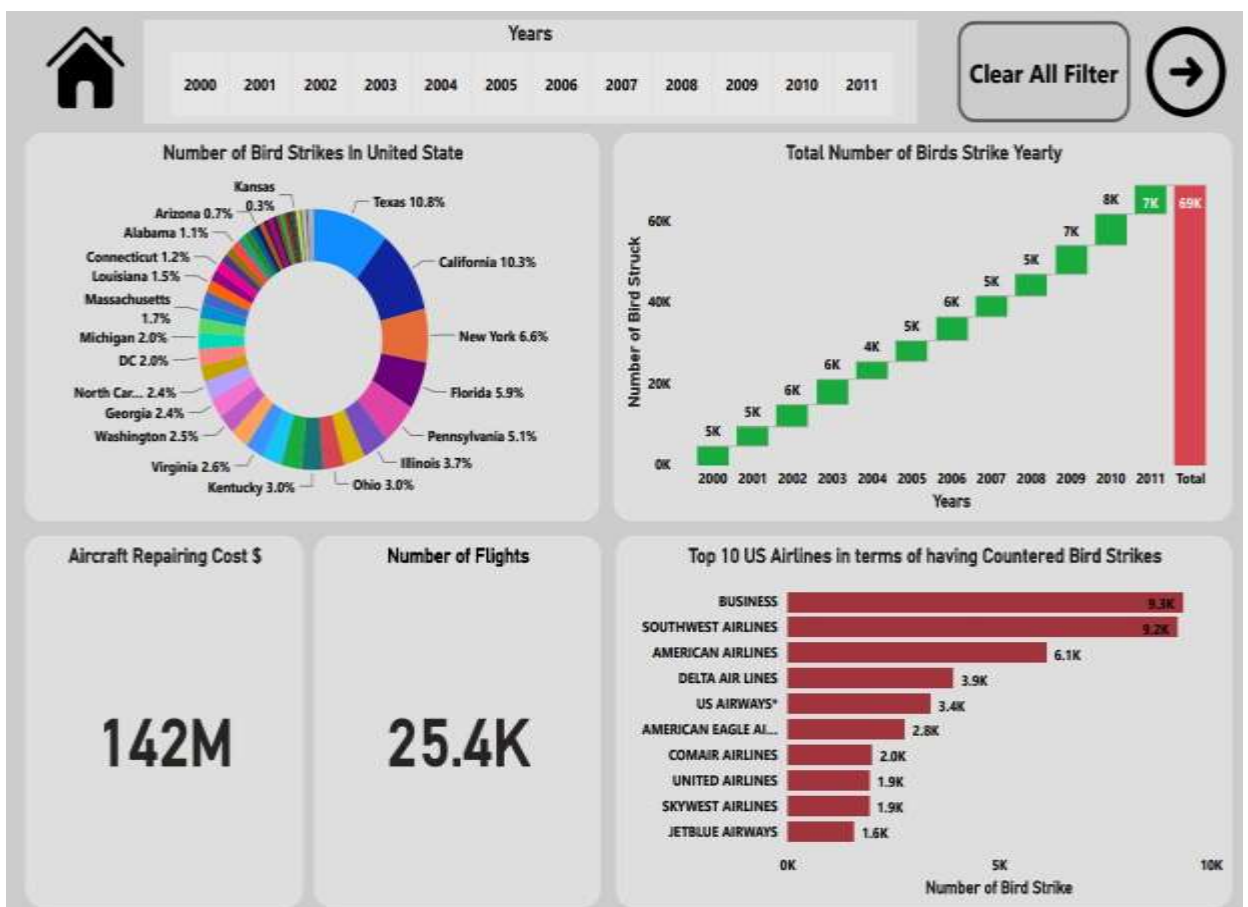 Years
2000 2001 2002 2003 2004 2005 2006 2007 2008 2009 2010 2011
Clear All Filter
Number of Bird Strikes In United State
Kansas
0.3%
Texas 10.8%
Arizona 0.7%
Alabama 1.1%
California 10.3%
Connecticut 1.2%
Louisiana 1.5%
Massachusetts
1.7%
New York 6.6%
Michigan 2.0%
DC 2.0%
Florida 5.9%
North Car... 2.4%
Georgia 2.4%
Pennsylvania 5.1%
Washington 2.5%
Illinois 3.7%
Virginia 2.6%
Ohio 3.0%
Kentucky 3.0%
Total Number of Birds Strike Yearly
Number of Bird Struck
60K
40K
20K
0K
5K 5K 6K 6K 4K 5K 6K 5K 5K 7K 8K 7K 69K
2000 2001 2002 2003 2004 2005 2006 2007 2008 2009 2010 2011 Total
Years
Aircraft Repairing Cost $
142M
Number of Flights
25.4K
Top 10 US Airlines in terms of having Countered Bird Strikes
BUSINESS 9.3K
SOUTHWEST AIRLINES 9.2K
AMERICAN AIRLINES 6.1K
DELTA AIR LINES 3.9K
US AIRWAYS* 3.4K
AMERICAN EAGLE AI... 2.8K
COMAIR AIRLINES 2.0K
UNITED AIRLINES 1.9K
SKYWEST AIRLINES 1.9K
JETBLUE AIRWAYS 1.6K
0K 5K 10K
Number of Bird Strike